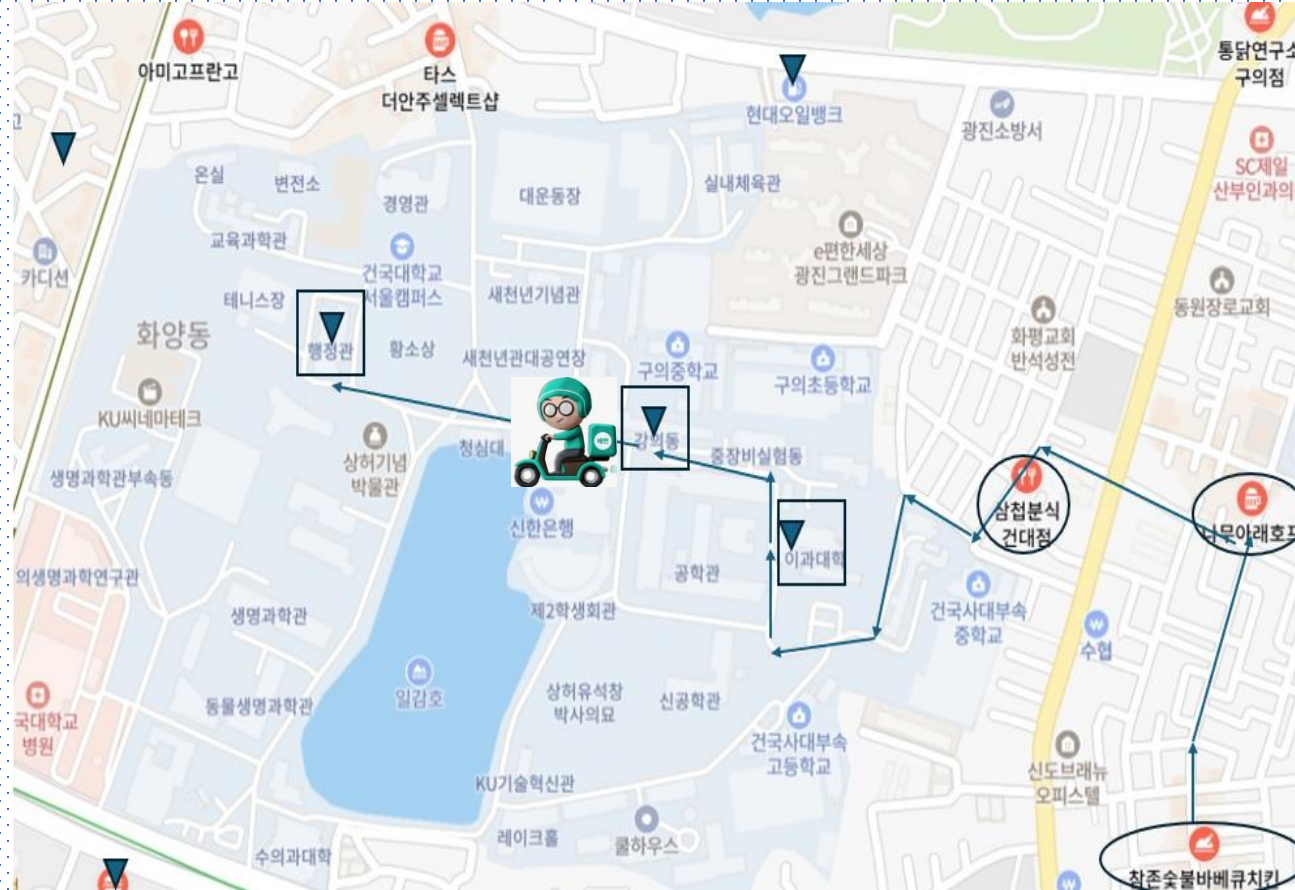 아미고프란고
타스
더안주셀렉트샵
현대오일뱅크
통닭연구소
구의점
광진소방서
SC제일
산부인과의
온실
변전소
경영관
대운동장
실내체육관
교육과학관
건국대학교
서울캠퍼스
e편한세상
광진그랜드파크
카디션
테니스장
새천년기념관
동원장로교회
화양동
행정관
황소상
새천년관대공연장
구의중학교
구의초등학교
화평교회
반석성전
KU씨네마테크
청심대
강의동
중장비실험동
상허기념
박물관
생명과학관부속동
신한은행
삼첩분식
건대점
나무아래호프
이과대학
공학관
의생명과학연구관
생명과학관
제2학생회관
건국사대부속
중학교
수협
일감호
동물생명과학관
상허유석창
박사의묘
신공학관
국대학교
병원
건국사대부속
고등학교
신도브래뉴
오피스텔
KU기술혁신관
레이크홀
쿨하우스
수의과대학
참존숯불바베큐치킨